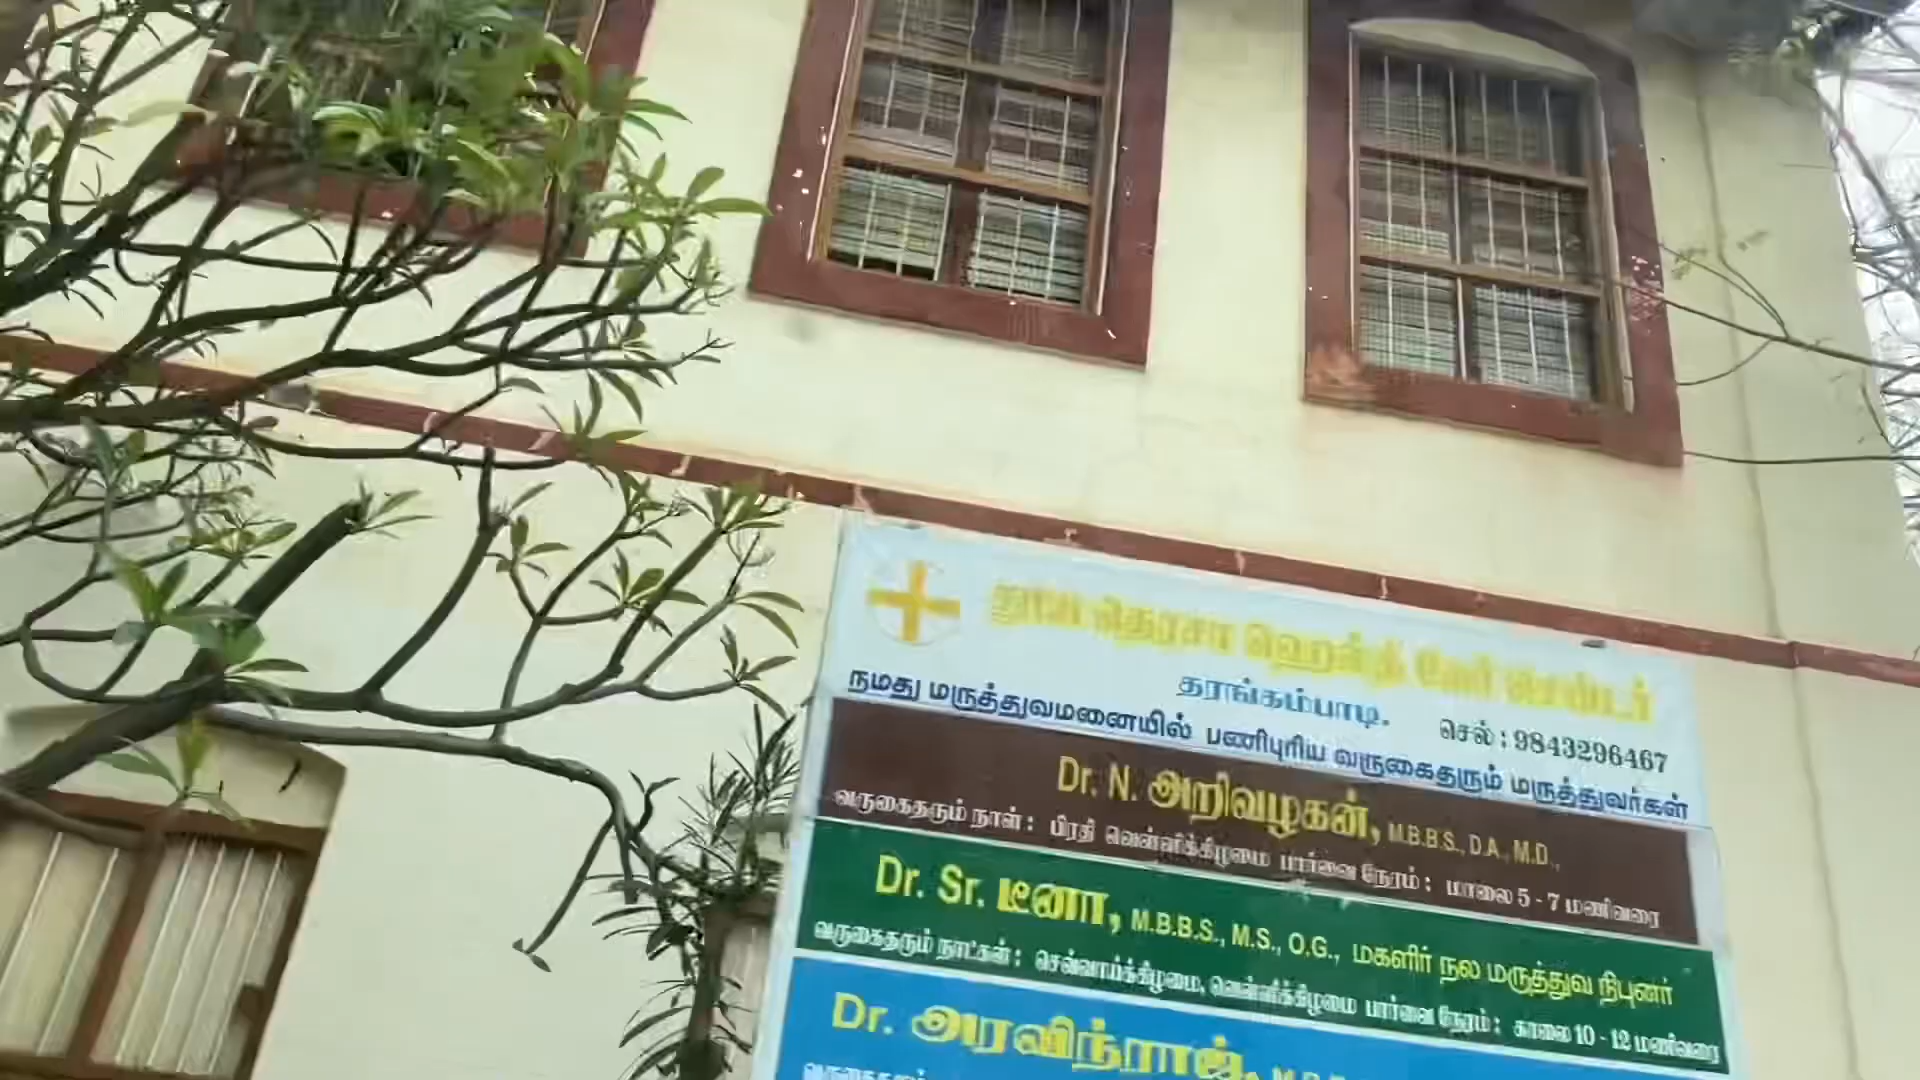 தெரசா ஹெல்த் கேர் சென்டர்
தரங்கம்பாடி.
செல் : 9843296467
நமது மருத்துவமனையில் பணிபுரிய வருகைதரும் மருத்துவர்கள்
Dr. N. அறிவழகன், M.B.B.S., D.A., M.D.,
வருகைதரும் நாள் : பிரதி வெள்ளிக்கிழமை பார்வை நேரம் : மாலை 5 - 7 மணிவரை
Dr. Sr. டீனா, M.B.B.S., M.S., O.G., மகளிர் நல மருத்துவ நிபுனர்
வருகைதரும் நாட்கள் : செவ்வாய்க்கிழமை, வெள்ளிக்கிழமை பார்வை நேரம் : காலை 10 - 12 மணிவரை
Dr. அரவிந்ராஜ்,